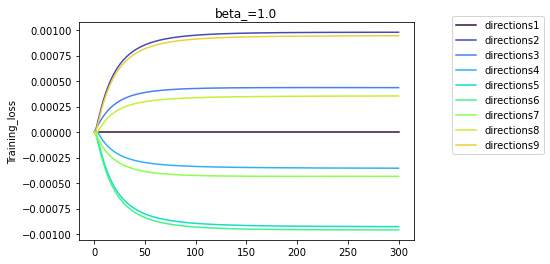 beta_=1.0
Training_loss
0.00100
0.00075
0.00050
0.00025
0.00000
−0.00025
−0.00050
−0.00075
−0.00100
0 50 100 150 200 250 300
directions1
directions2
directions3
directions4
directions5
directions6
directions7
directions8
directions9